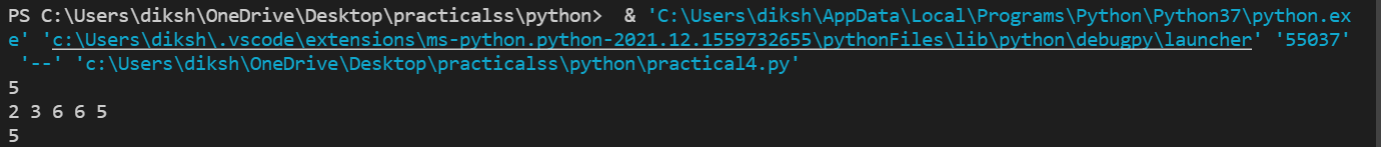 PS C:\Users\diksh\OneDrive\Desktop\practicalss\python>  & 'C:\Users\diksh\AppData\Local\Programs\Python\Python37\python.ex
e' 'c:\Users\diksh\.vscode\extensions\ms-python.python-2021.12.1559732655\pythonFiles\lib\python\debugpy\launcher' '55037'
 '--' 'c:\Users\diksh\OneDrive\Desktop\practicalss\python\practical4.py'
5
2 3 6 6 5
5